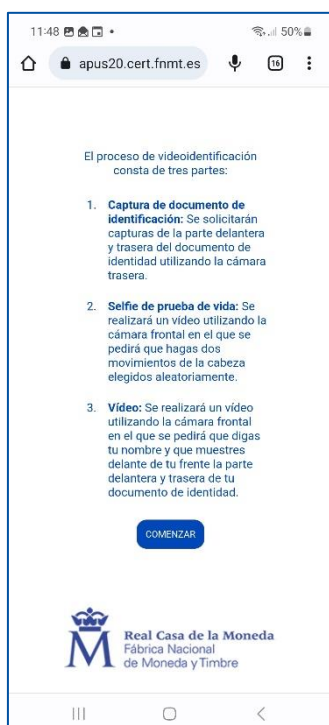 11:48 50%
apus20.cert.fnmt.es 16
El proceso de videoidentificación
consta de tres partes:
1. Captura de documento de
identificación: Se solicitarán
capturas de la parte delantera
y trasera del documento de
identidad utilizando la cámara
trasera.
2. Selfie de prueba de vida: Se
realizará un vídeo utilizando la
cámara frontal en el que se
pedirá que hagas dos
movimientos de la cabeza
elegidos aleatoriamente.
3. Vídeo: Se realizará un vídeo
utilizando la cámara frontal
en el que se pedirá que digas
tu nombre y que muestres
delante de tu frente la parte
delantera y trasera de tu
documento de identidad.
COMENZAR
M
Real Casa de la Moneda
Fábrica Nacional
de Moneda y Timbre